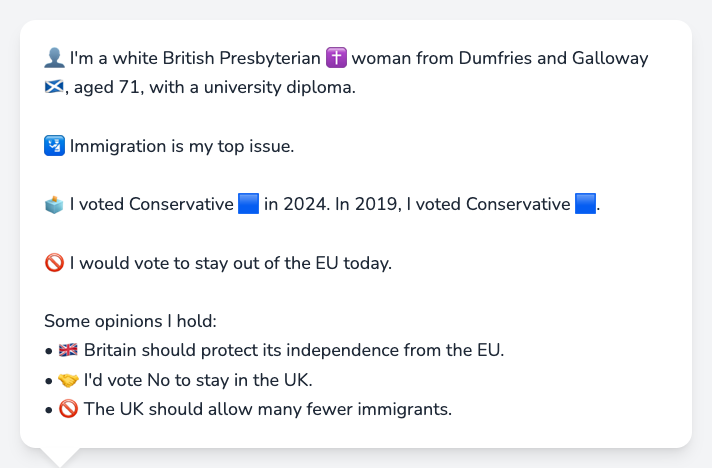 👤 I'm a white British Presbyterian ✝️ woman from Dumfries and Galloway
🏴󠁧󠁢󠁳󠁣󠁴󠁿, aged 71, with a university diploma.
🛂 Immigration is my top issue.
🗳️ I voted Conservative 🟦 in 2024. In 2019, I voted Conservative 🟦.
🚫 I would vote to stay out of the EU today.
Some opinions I hold:
• 🇬🇧 Britain should protect its independence from the EU.
• 🤝 I'd vote No to stay in the UK.
• 🚫 The UK should allow many fewer immigrants.